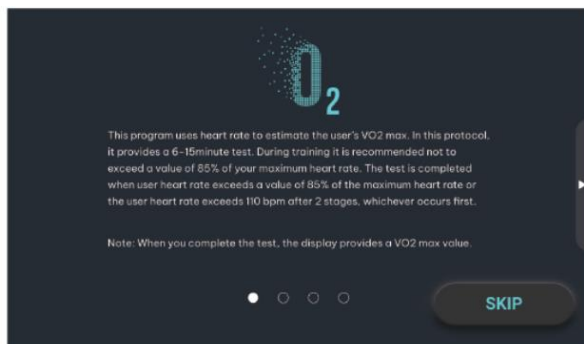 O2
This program uses heart rate to estimate the user's VO2 max. In this protocol,
it provides a 6-15minute test. During training it is recommended not to
exceed a value of 85% of your maximum heart rate. The test is completed
when user heart rate exceeds a value of 85% of the maximum heart rate or
the user heart rate exceeds 110 bpm after 2 stages, whichever occurs first.
Note: When you complete the test, the display provides a VO2 max value.
SKIP